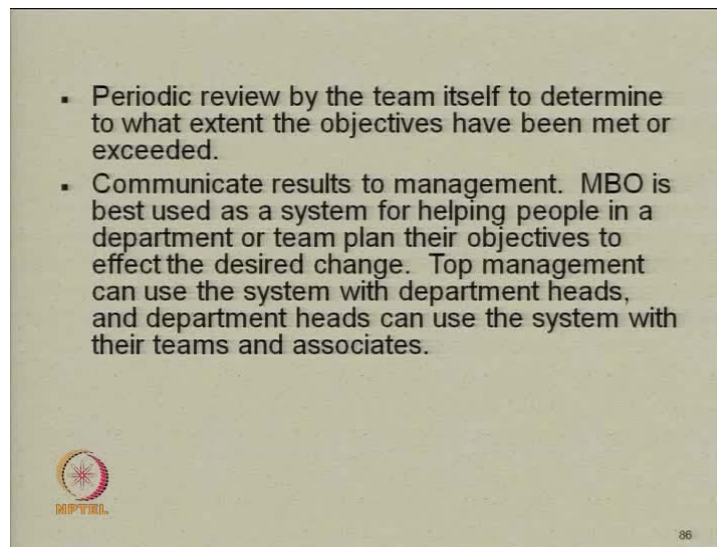 ▪ Periodic review by the team itself to determine
to what extent the objectives have been met or
exceeded.
▪ Communicate results to management. MBO is
best used as a system for helping people in a
department or team plan their objectives to
effect the desired change. Top management
can use the system with department heads,
and department heads can use the system with
their teams and associates.
NPTEL
86